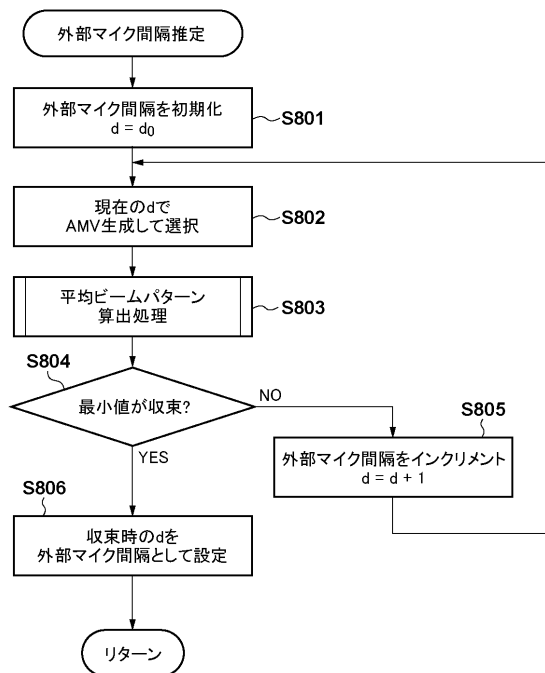 外部マイク間隔推定
外部マイク間隔を初期化
d = d₀
S801
現在のdで
AMV生成して選択
S802
平均ビームパターン
算出処理
S803
S804
最小値が収束?
NO
YES
S805
外部マイク間隔をインクリメント
d = d + 1
S806
収束時のdを
外部マイク間隔として設定
リターン